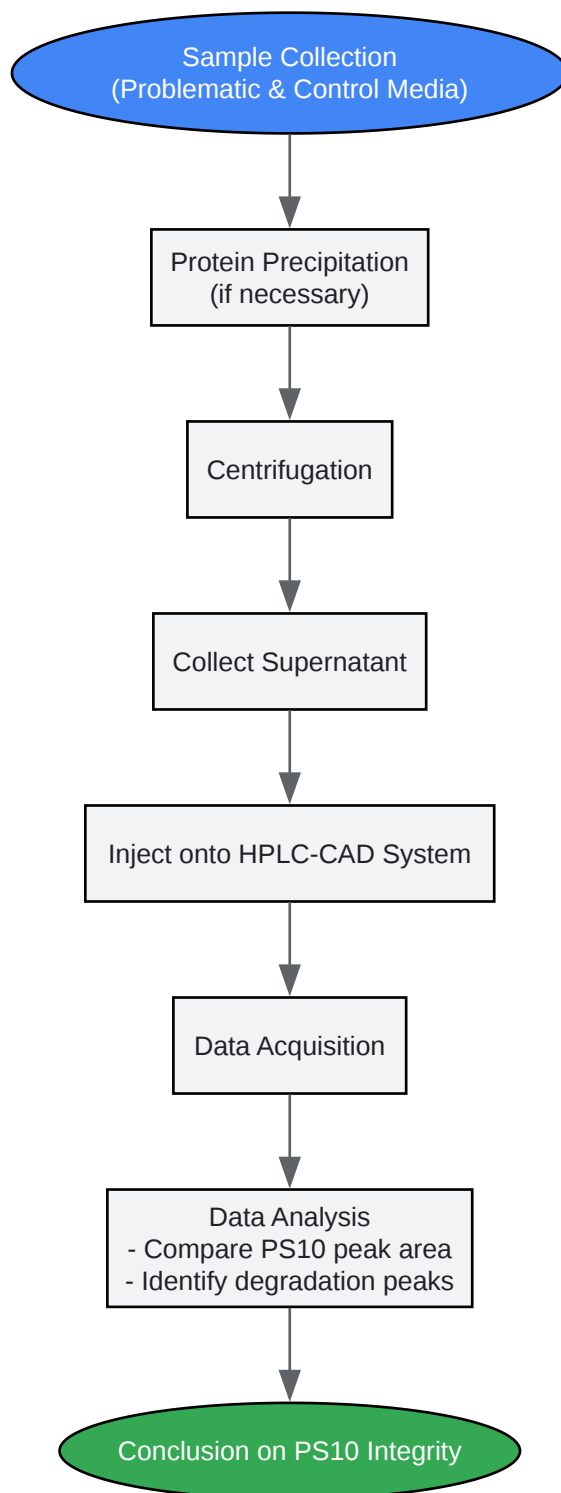 Sample Collection
(Problematic & Control Media)
Protein Precipitation
(if necessary)
Centrifugation
Collect Supernatant
Inject onto HPLC-CAD System
Data Acquisition
Data Analysis
- Compare PS10 peak area
- Identify degradation peaks
Conclusion on PS10 Integrity